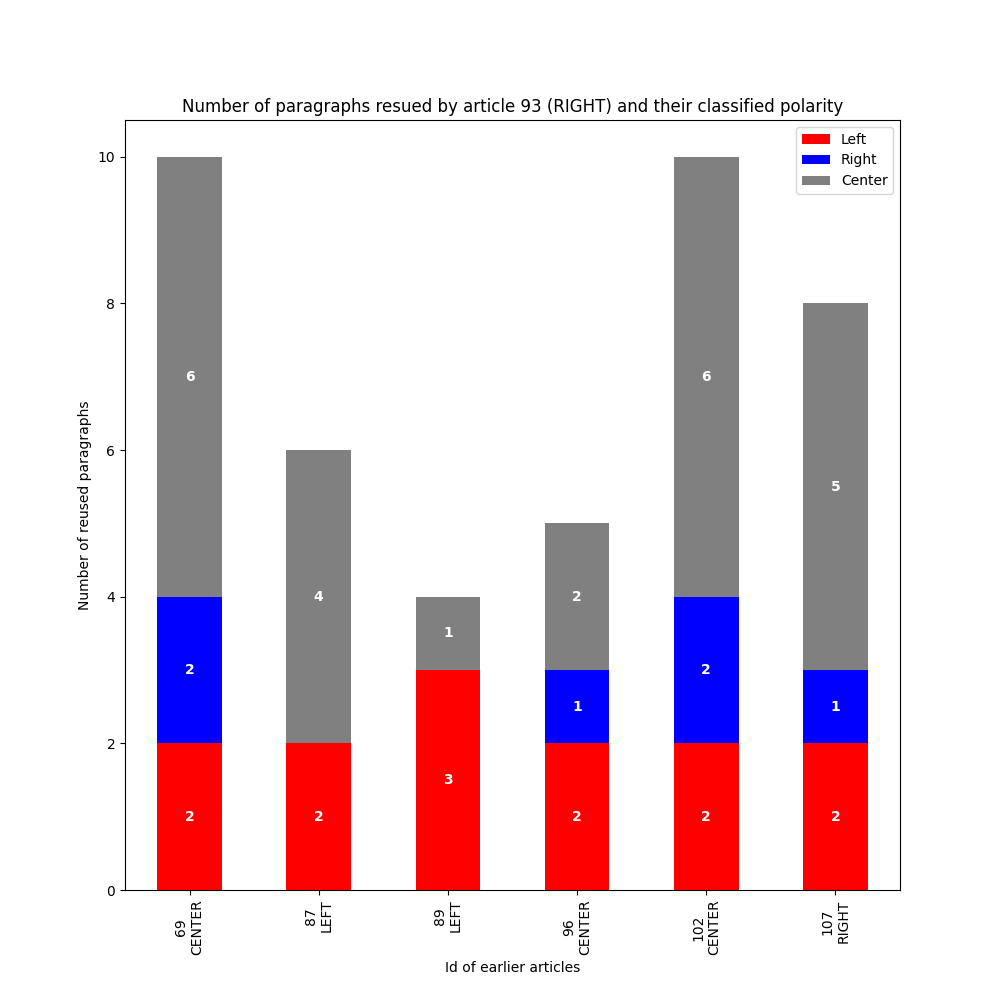 Number of paragraphs resued by article 93 (RIGHT) and their classified polarity
Left
Right
Center
Number of reused paragraphs
10
8
6
4
2
0
6
2
2
4
2
1
3
2
1
2
6
2
2
5
1
2
69
CENTER
87
LEFT
89
LEFT
96
CENTER
102
CENTER
107
RIGHT
Id of earlier articles